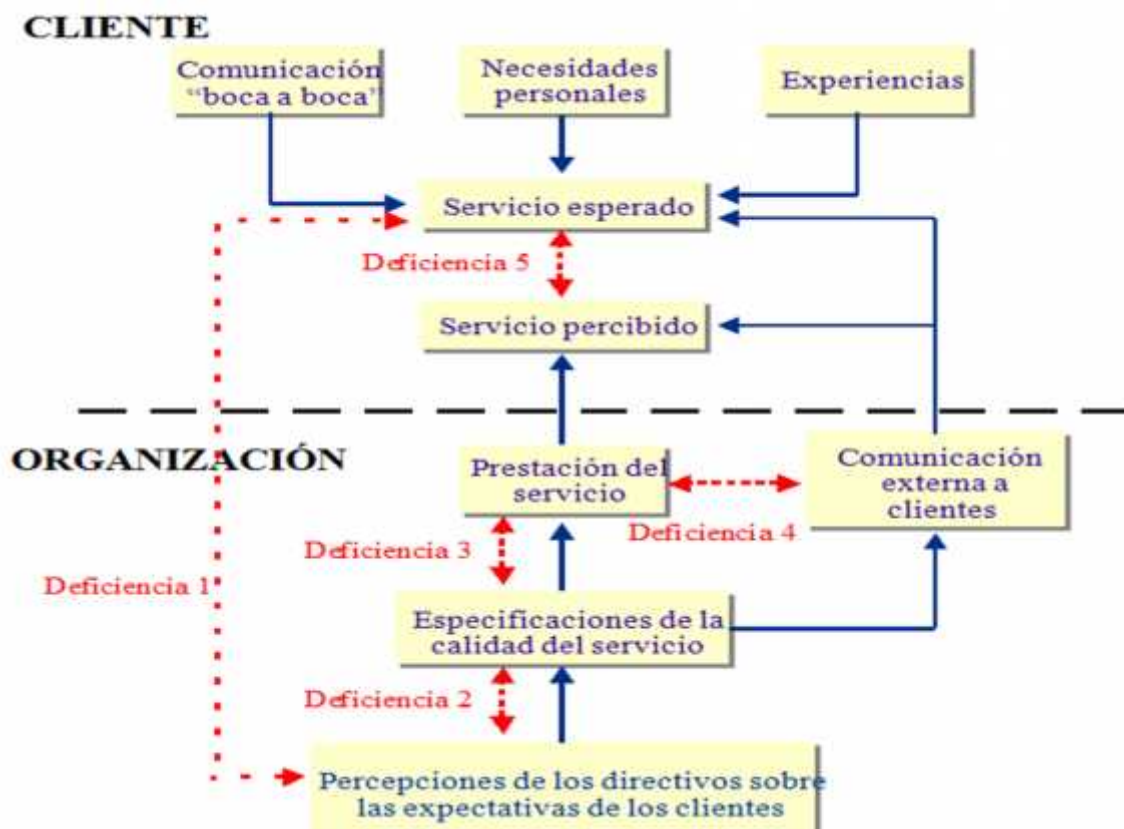 CLIENTE
Comunicación
“boca a boca”
Necesidades
personales
Experiencias
Servicio esperado
Deficiencia 5
Servicio percibido
ORGANIZACIÓN
Prestación del
servicio
Comunicación
externa a
clientes
Deficiencia 4
Deficiencia 3
Deficiencia 1
Especificaciones de la
calidad del servicio
Deficiencia 2
Percepciones de los directivos sobre
las expectativas de los clientes